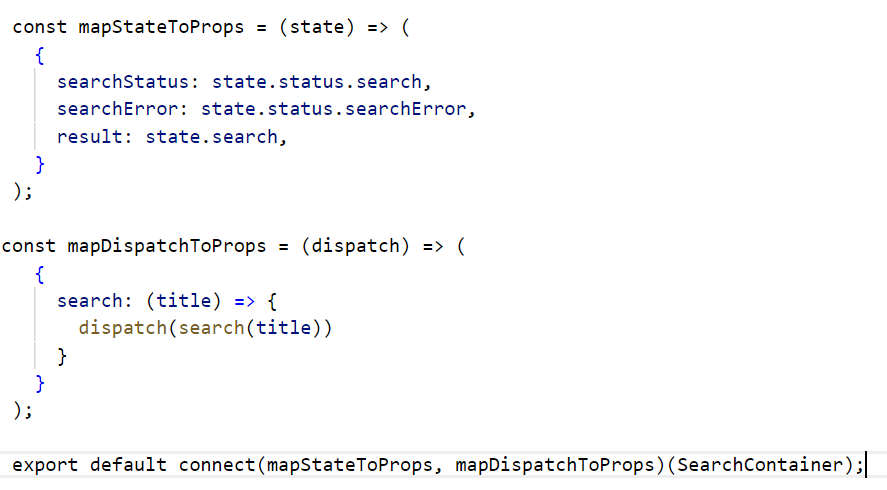 const mapStateToProps = (state) => (
{
searchStatus: state.status.search,
searchError: state.status.searchError,
result: state.search,
}
);
const mapDispatchToProps = (dispatch) => (
{
search: (title) => {
dispatch(search(title))
}
}
);
export default connect(mapStateToProps, mapDispatchToProps)(SearchContainer);